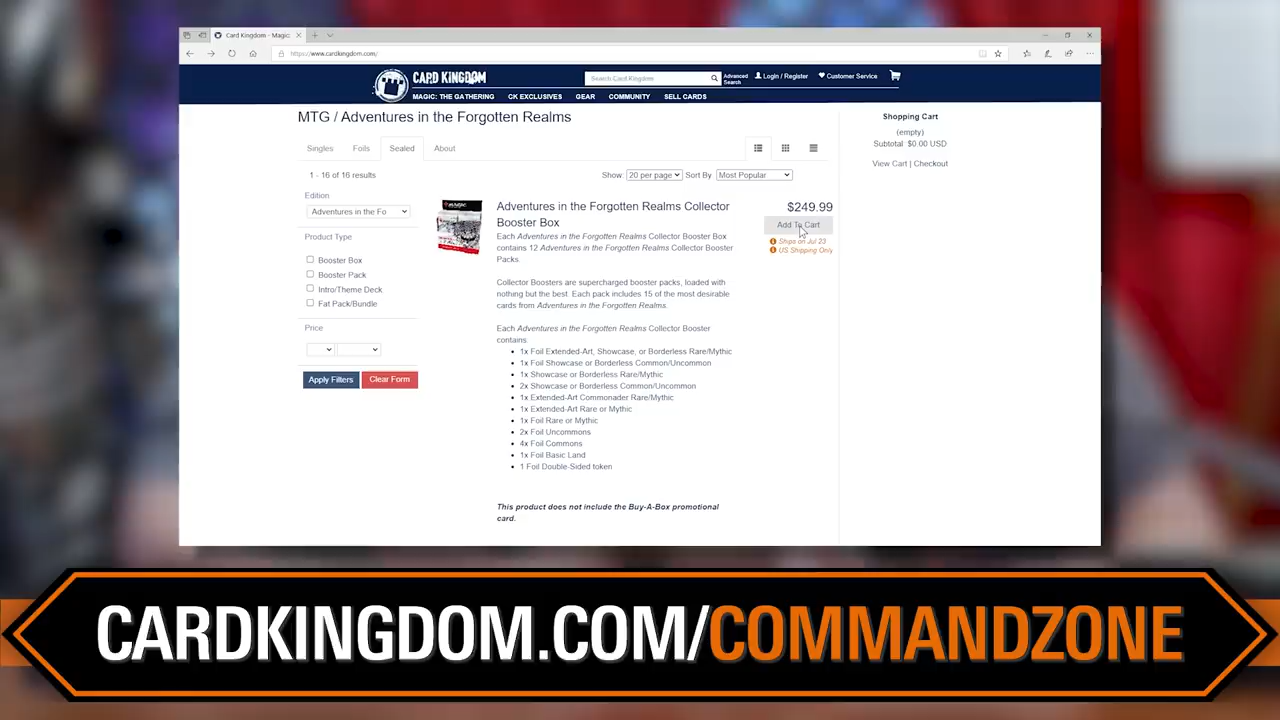 Card Kingdom - Magic:
https://www.cardkingdom.com/
CARD KINGDOM
Search Card Kingdom
Advanced Search
Login / Register
Customer Service
MAGIC: THE GATHERING
CK EXCLUSIVES
GEAR
COMMUNITY
SELL CARDS
MTG / Adventures in the Forgotten Realms
Singles
Foils
Sealed
About
1 - 16 of 16 results
Show: 20 per page
Sort By Most Popular
Edition
Adventures in the Fo
Product Type
Booster Box
Booster Pack
Intro/Theme Deck
Fat Pack/Bundle
Price
Apply Filters
Clear Form
MAGIC
Adventures in the Forgotten Realms Collector
Booster Box
Each Adventures in the Forgotten Realms Collector Booster Box
contains 12 Adventures in the Forgotten Realms Collector Booster
Packs.
Collector Boosters are supercharged booster packs, loaded with
nothing but the best. Each pack includes 15 of the most desirable
cards from Adventures in the Forgotten Realms.
Each Adventures in the Forgotten Realms Collector Booster
contains:
1x Foil Extended-Art, Showcase, or Borderless Rare/Mythic
1x Foil Showcase or Borderless Common/Uncommon
1x Showcase or Borderless Rare/Mythic
2x Showcase or Borderless Common/Uncommon
1x Extended-Art Commonader Rare/Mythic
1x Extended-Art Rare or Mythic
1x Foil Rare or Mythic
2x Foil Uncommons
4x Foil Commons
1x Foil Basic Land
1 Foil Double-Sided token
This product does not include the Buy-A-Box promotional
card.
$249.99
Add To Cart
Ships on Jul 23
US Shipping Only
Shopping Cart
(empty)
Subtotal $0.00 USD
View Cart | Checkout
CARDKINGDOM.COM/COMMANDZONE